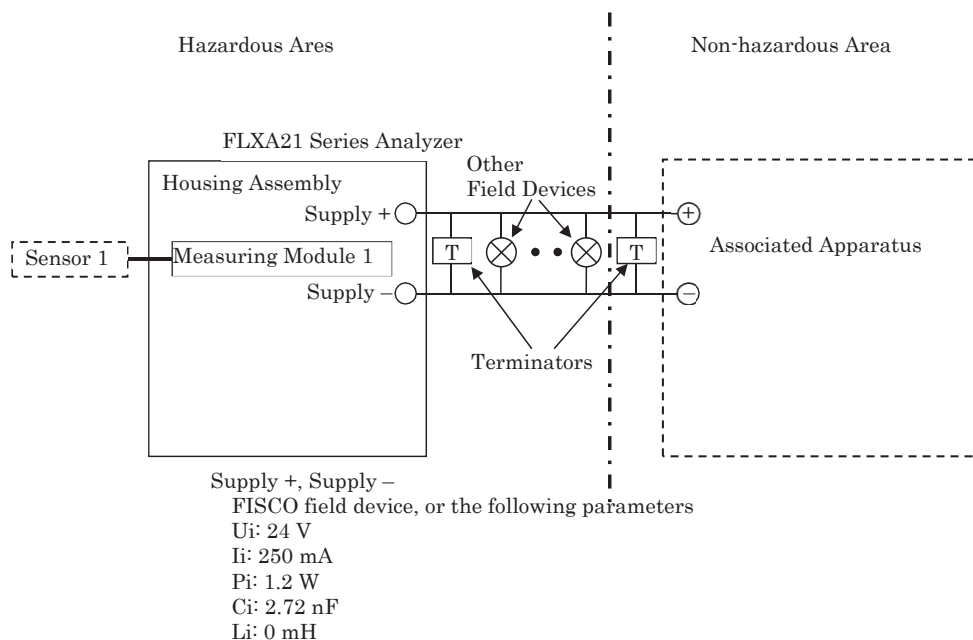 Hazardous Ares
Non-hazardous Area
FLXA21 Series Analyzer
Other
Field Devices
Housing Assembly
Supply +
+
Associated Apparatus
Sensor 1
Measuring Module 1
T
T
Supply –
–
Terminators
Supply +, Supply –
FISCO field device, or the following parameters
Ui: 24 V
Ii: 250 mA
Pi: 1.2 W
Ci: 2.72 nF
Li: 0 mH